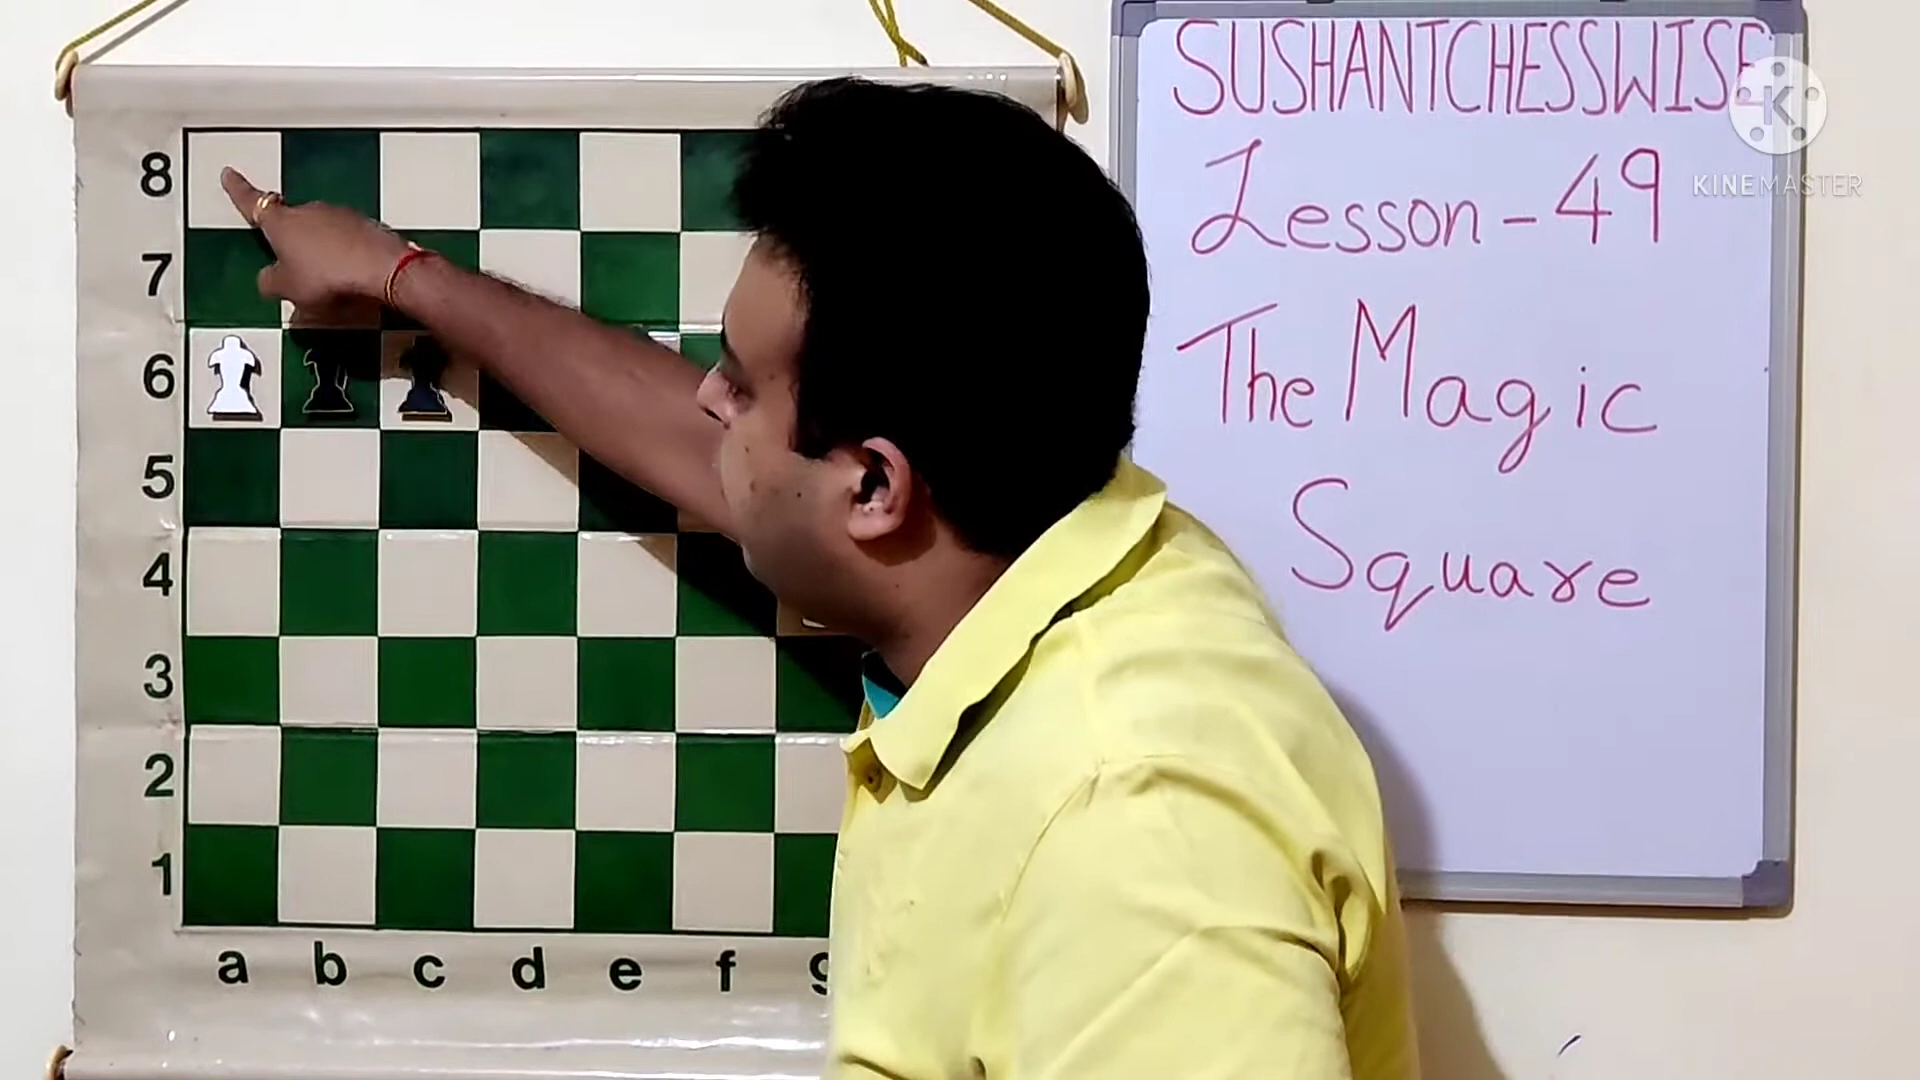 SUSHANTCHESSWISE
K
KINEMASTER
Lesson - 49
The Magic
Square
8
7
6
5
4
3
2
1
a b c d e f g